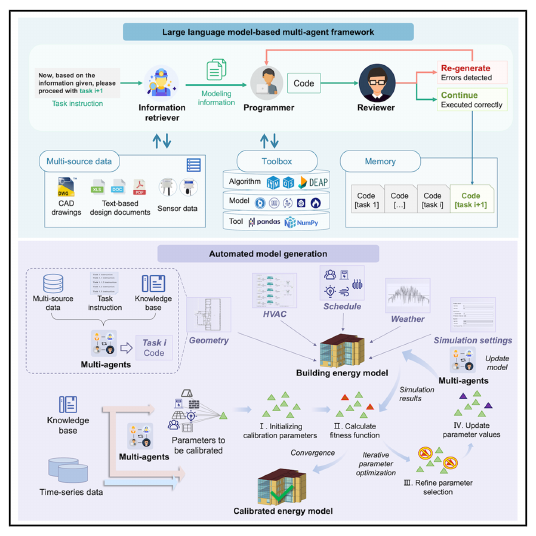 Large language model-based multi-agent framework
Now, based on the
information given, please
proceed with task i+1
Task instruction
Information
retriever
Modeling
information
Programmer
Code
Reviewer
Re-generate
Errors detected
Continue
Executed correctly
Multi-source data
CAD
drawings
Text-based
design documents
Sensor data
Toolbox
Algorithm
DEAP
Model
Tool
pandas
NumPy
Memory
Code
[task 1]
Code
[...]
Code
[task i]
Code
[task i+1]
Automated model generation
Multi-source
data
Task
instruction
Knowledge
base
Multi-agents
Task i
Code
Geometry
HVAC
Schedule
Weather
Simulation settings
Building energy model
Multi-agents
Update
model
Simulation
results
Knowledge
base
Multi-agents
Time-series data
Parameters to
be calibrated
I. Initializing
calibration parameters
II. Calculate
fitness function
IV. Update
parameter values
Convergence
Iterative
parameter
optimization
III. Refine parameter
selection
Calibrated energy model